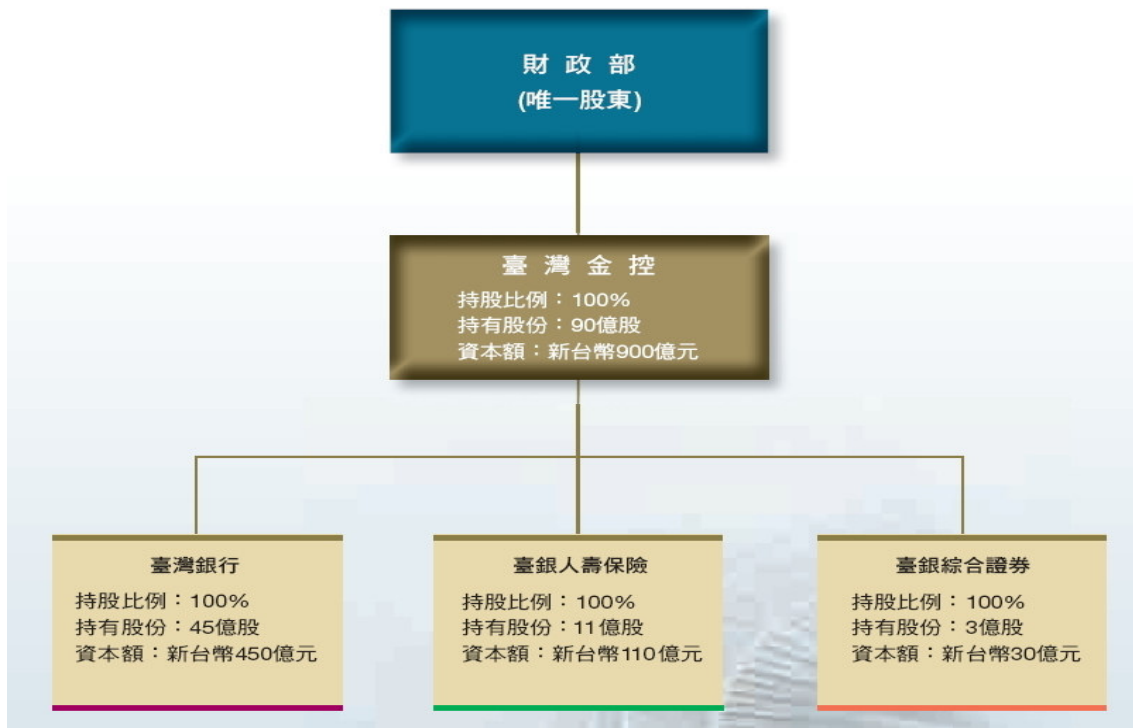 財政部
(唯一股東)
臺灣金控
持股比例：100%
持有股份：90億股
資本額：新台幣900億元
臺灣銀行
持股比例：100%
持有股份：45億股
資本額：新台幣450億元
臺銀人壽保險
持股比例：100%
持有股份：11億股
資本額：新台幣110億元
臺銀綜合證券
持股比例：100%
持有股份：3億股
資本額：新台幣30億元